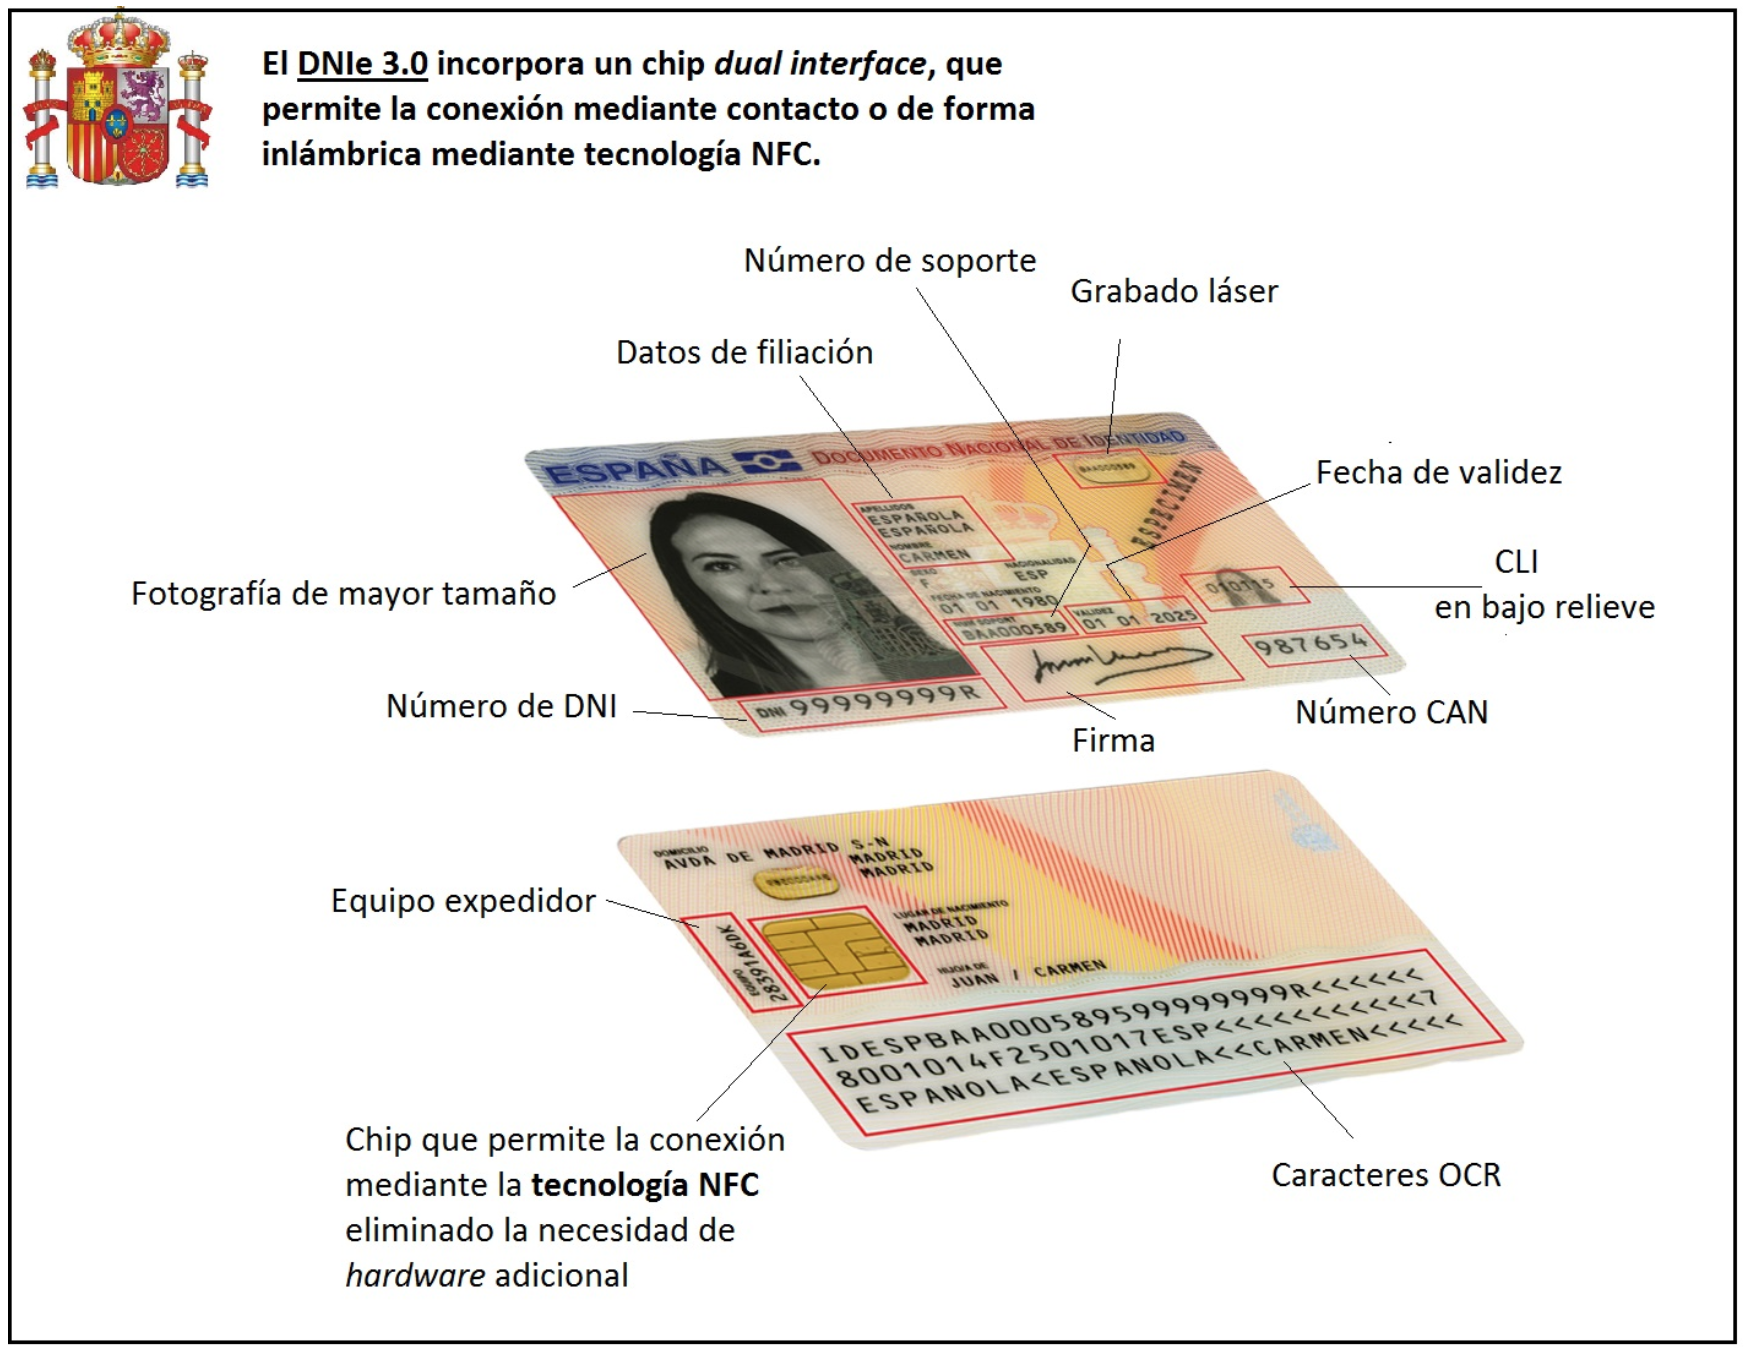 El DNIe 3.0 incorpora un chip dual interface, que
permite la conexión mediante contacto o de forma
inlámbrica mediante tecnología NFC.
Número de soporte
Grabado láser
Datos de filiación
Fecha de validez
CLI
en bajo relieve
Fotografía de mayor tamaño
Número de DNI
Firma
Número CAN
ESPAÑA
DOCUMENTO NACIONAL DE IDENTIDAD
BAA000589
ESPECIMEN
APELLIDOS
ESPAÑOLA
ESPAÑOLA
NOMBRE
CARMEN
SEXO
F
NACIONALIDAD
ESP
FECHA DE NACIMIENTO
01 01 1980
NUM SOPORT
BAA000589
VALIDEZ
01 01 2025
010115
987654
DNI 99999999R
Equipo expedidor
DOMICILIO
AVDA DE MADRID S-N
MADRID
MADRID
LUGAR DE NACIMIENTO
MADRID
MADRID
HIJO/A DE
JUAN / CARMEN
EQUIPO
28391A6DK
IDESPBAA000589599999999R<<<<<<
8001014F2501017ESP<<<<<<<<<<<7
ESPANOLA<ESPANOLA<<CARMEN<<<<<
Chip que permite la conexión
mediante la tecnología NFC
eliminado la necesidad de
hardware adicional
Caracteres OCR